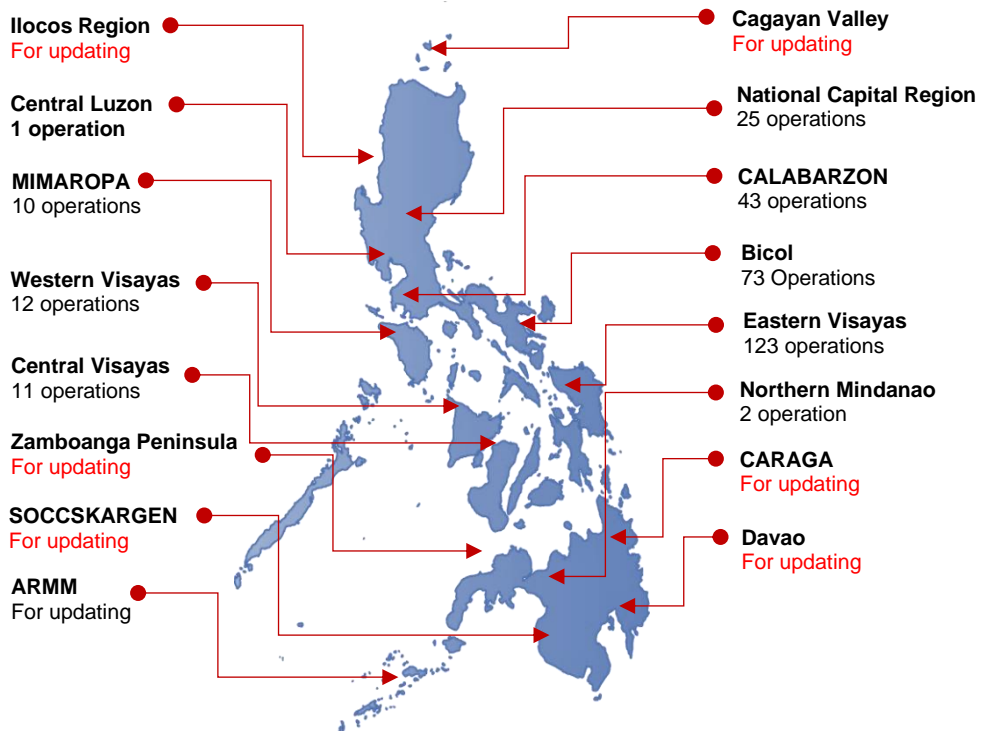 Ilocos Region
For updating
Central Luzon
1 operation
MIMAROPA
10 operations
Western Visayas
12 operations
Central Visayas
11 operations
Zamboanga Peninsula
For updating
SOCCSKARGEN
For updating
ARMM
For updating
Cagayan Valley
For updating
National Capital Region
25 operations
CALABARZON
43 operations
Bicol
73 Operations
Eastern Visayas
123 operations
Northern Mindanao
2 operation
CARAGA
For updating
Davao
For updating